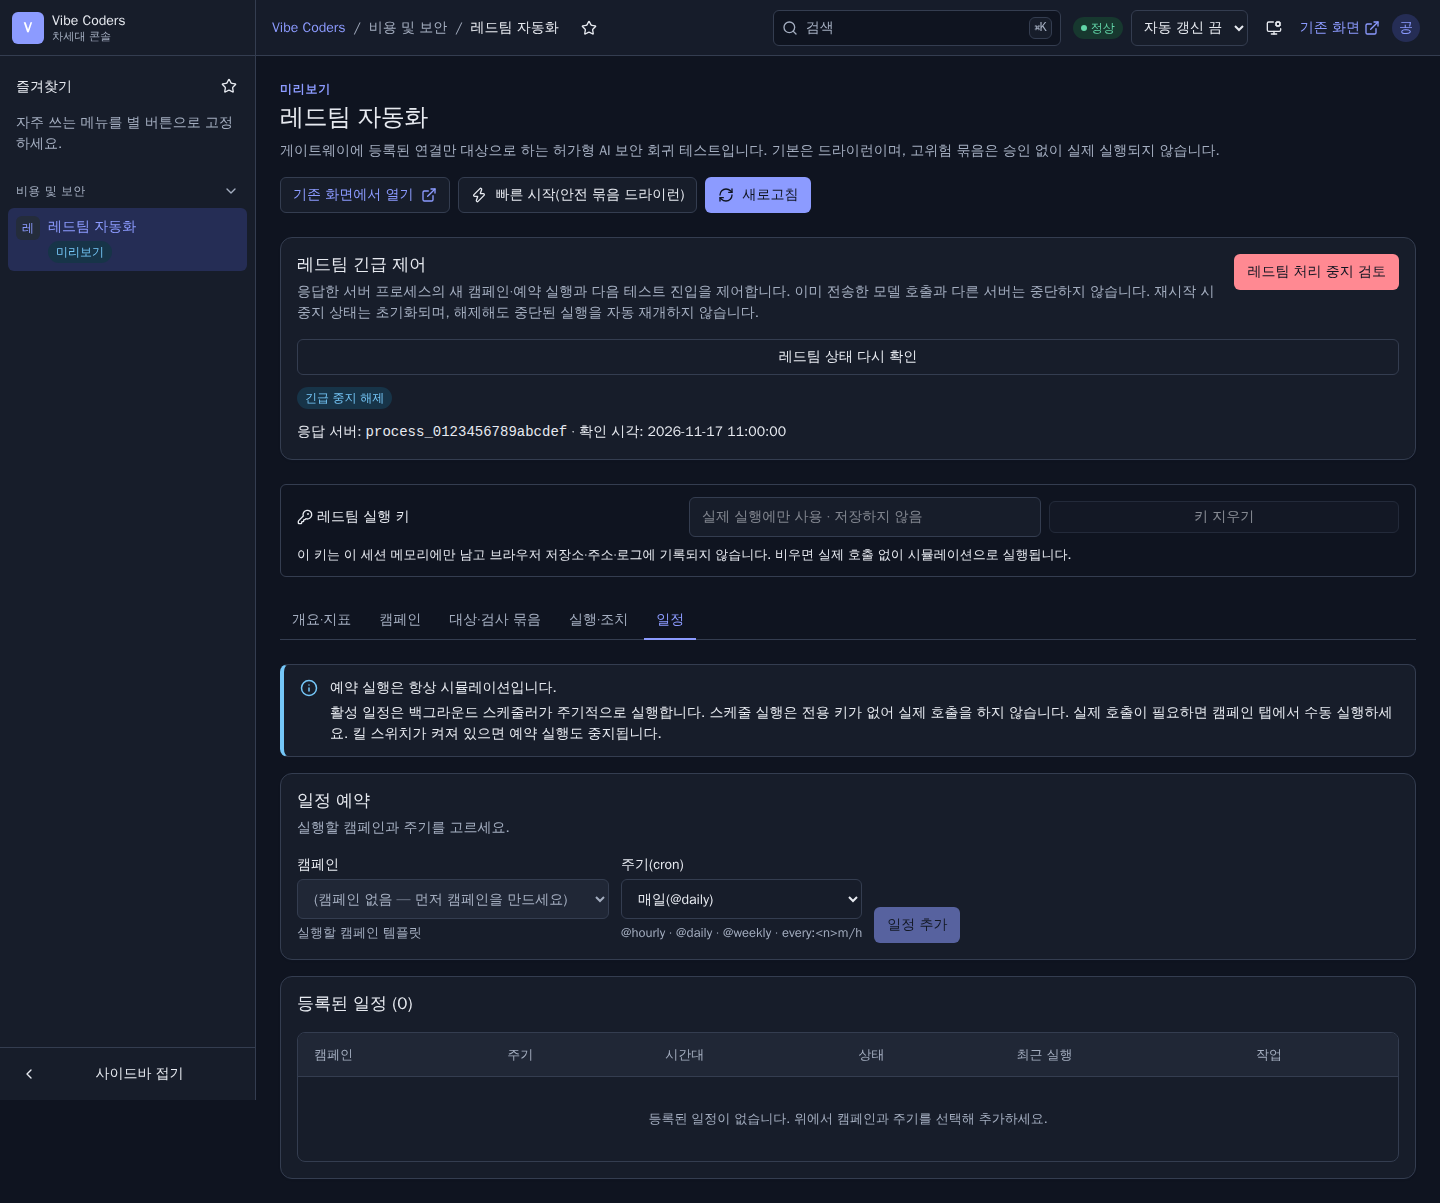 V
Vibe Coders
차세대 콘솔
Vibe Coders / 비용 및 보안 / 레드팀 자동화
검색
⌘K
정상
자동 갱신 끔
기존 화면
공
즐겨찾기
자주 쓰는 메뉴를 별 버튼으로 고정
하세요.
비용 및 보안
레
레드팀 자동화
미리보기
사이드바 접기
미리보기
레드팀 자동화
게이트웨이에 등록된 연결만 대상으로 하는 허가형 AI 보안 회귀 테스트입니다. 기본은 드라이런이며, 고위험 묶음은 승인 없이 실제 실행되지 않습니다.
기존 화면에서 열기
빠른 시작(안전 묶음 드라이런)
새로고침
레드팀 긴급 제어
응답한 서버 프로세스의 새 캠페인·예약 실행과 다음 테스트 진입을 제어합니다. 이미 전송한 모델 호출과 다른 서버는 중단하지 않습니다. 재시작 시
중지 상태는 초기화되며, 해제해도 중단된 실행을 자동 재개하지 않습니다.
레드팀 처리 중지 검토
레드팀 상태 다시 확인
긴급 중지 해제
응답 서버: process_0123456789abcdef · 확인 시각: 2026-11-17 11:00:00
레드팀 실행 키
실제 실행에만 사용 · 저장하지 않음
키 지우기
이 키는 이 세션 메모리에만 남고 브라우저 저장소·주소·로그에 기록되지 않습니다. 비우면 실제 호출 없이 시뮬레이션으로 실행됩니다.
개요·지표
캠페인
대상·검사 묶음
실행·조치
일정
예약 실행은 항상 시뮬레이션입니다.
활성 일정은 백그라운드 스케줄러가 주기적으로 실행합니다. 스케줄 실행은 전용 키가 없어 실제 호출을 하지 않습니다. 실제 호출이 필요하면 캠페인 탭에서 수동 실행하세
요. 킬 스위치가 켜져 있으면 예약 실행도 중지됩니다.
일정 예약
실행할 캠페인과 주기를 고르세요.
캠페인
(캠페인 없음 — 먼저 캠페인을 만드세요)
실행할 캠페인 템플릿
주기(cron)
매일(@daily)
@hourly · @daily · @weekly · every:<n>m/h
일정 추가
등록된 일정 (0)
캠페인
주기
시간대
상태
최근 실행
작업
등록된 일정이 없습니다. 위에서 캠페인과 주기를 선택해 추가하세요.